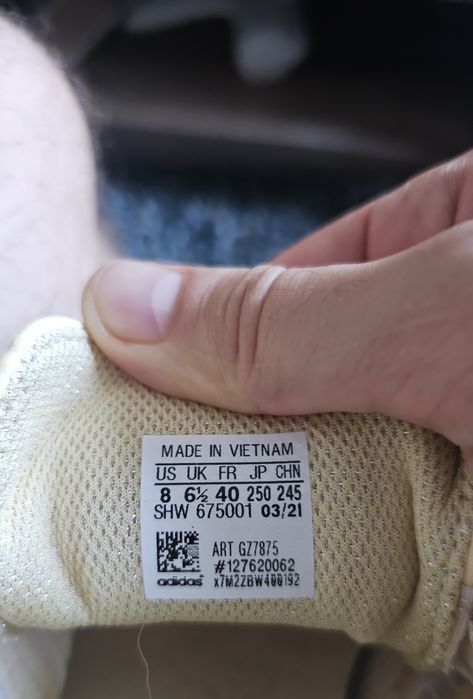 MADE IN VIETNAM
US UK FR JP CHN
8 6½ 40 250 245
SHW 675001 03/21
ART GZ7875
#127620062
adidas